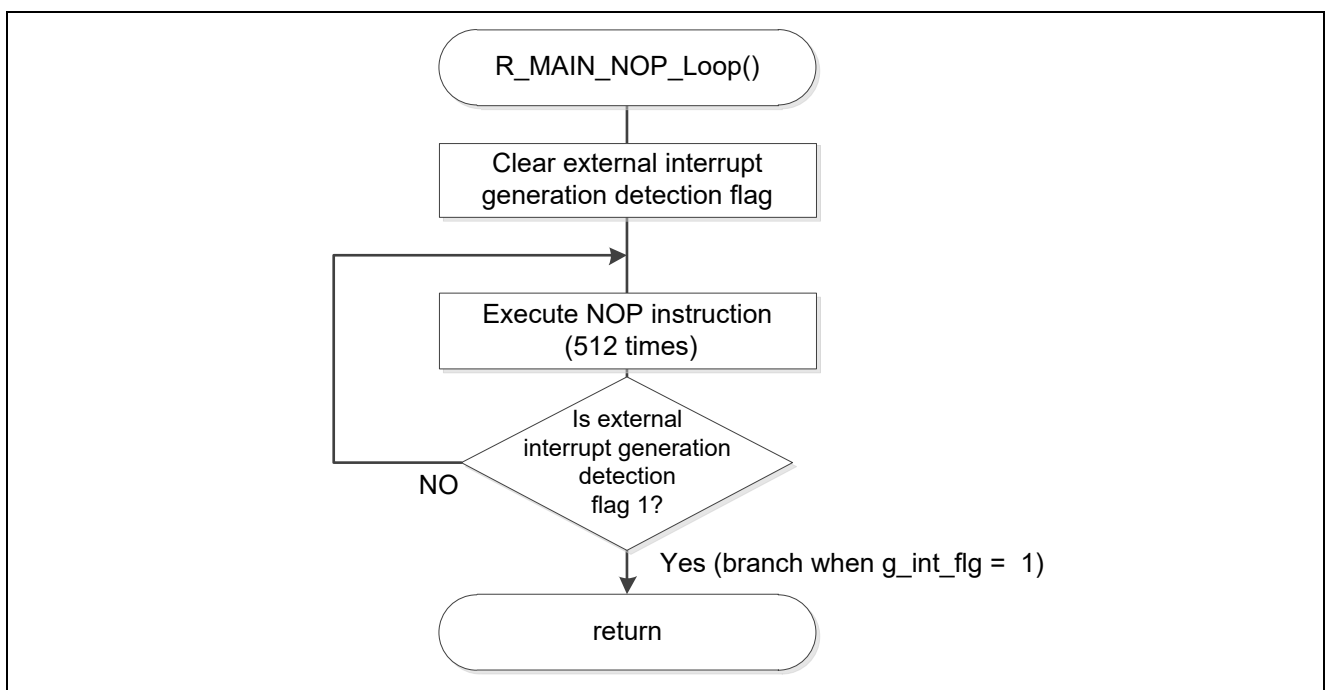 R_MAIN_NOP_Loop()
Clear external interrupt
generation detection flag
Execute NOP instruction
(512 times)
Is external
interrupt generation
detection
flag 1?
NO
Yes (branch when g_int_flg =  1)
return